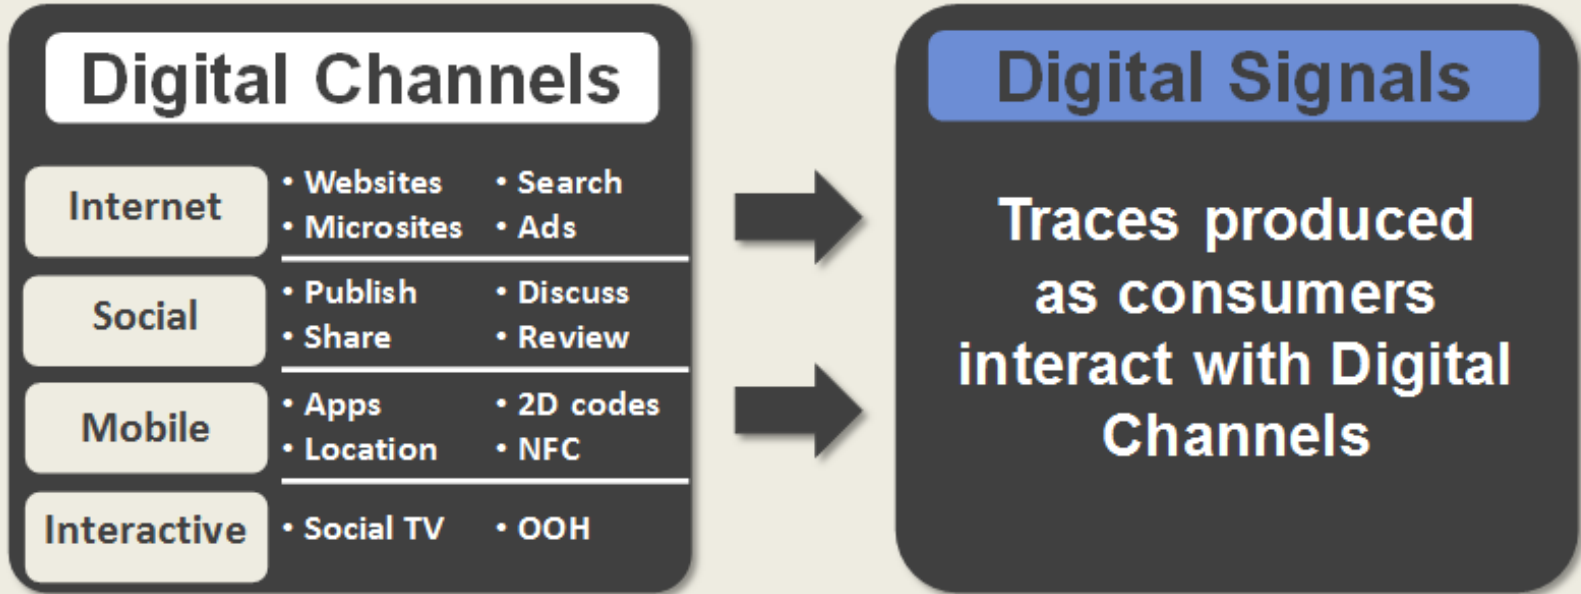 Digital Channels
Internet
• Websites • Search
• Microsites • Ads
Social
• Publish • Discuss
• Share • Review
Mobile
• Apps • 2D codes
• Location • NFC
Interactive
• Social TV • OOH
Digital Signals
Traces produced
as consumers
interact with Digital
Channels